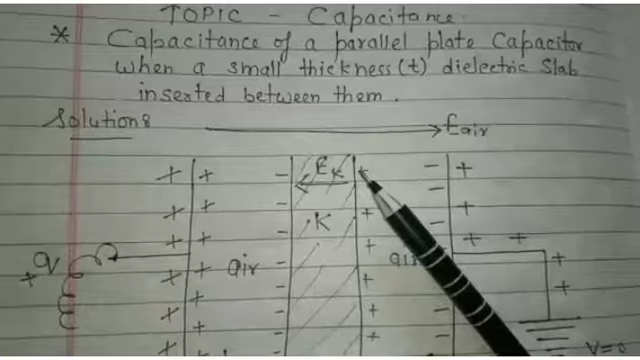 TOPIC - Capacitance.
* Capacitance of a parallel plate Capacitor
when a small thickness (t) dielectric Slab
inserted between them.
Solution:
Eair
+ + - + - +
-
+ + - K + - +
+ + - + - + +
q air air +
+
+ + - + - +
+ + - + -
+ + - + -
V=0